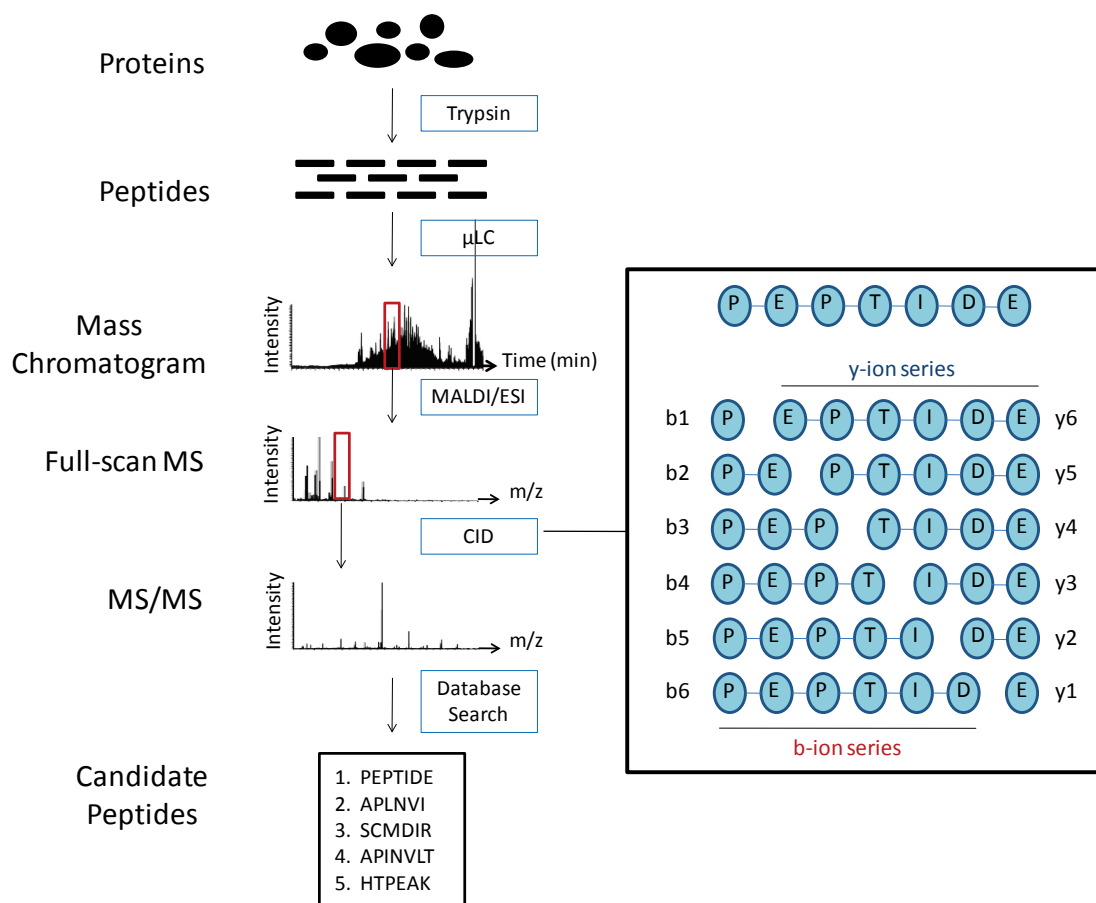 Proteins
Trypsin
Peptides
µLC
Mass
Chromatogram
Intensity
Time (min)
MALDI/ESI
Full-scan MS
Intensity
m/z
CID
MS/MS
Intensity
m/z
Database
Search
Candidate
Peptides
1. PEPTIDE
2. APLNVI
3. SCMDIR
4. APINVLT
5. HTPEAK
P E P T I D E
y-ion series
b1 P E P T I D E y6
b2 P E P T I D E y5
b3 P E P T I D E y4
b4 P E P T I D E y3
b5 P E P T I D E y2
b6 P E P T I D E y1
b-ion series